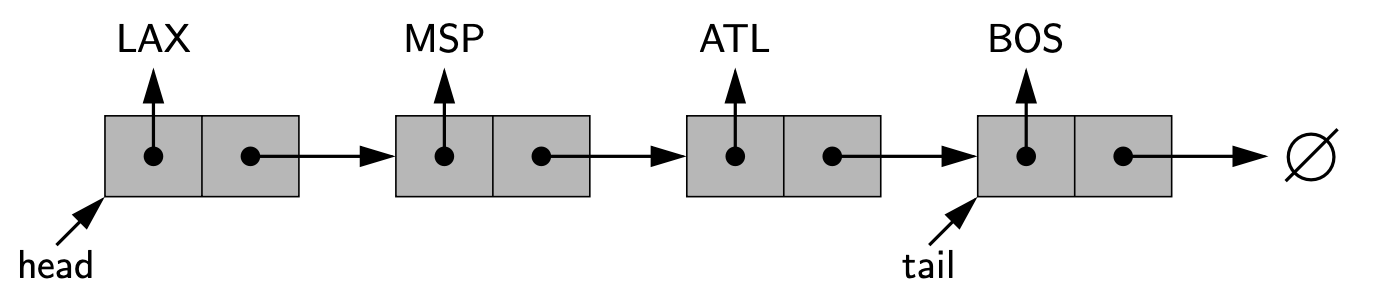 LAX MSP ATL BOS
∅
head tail